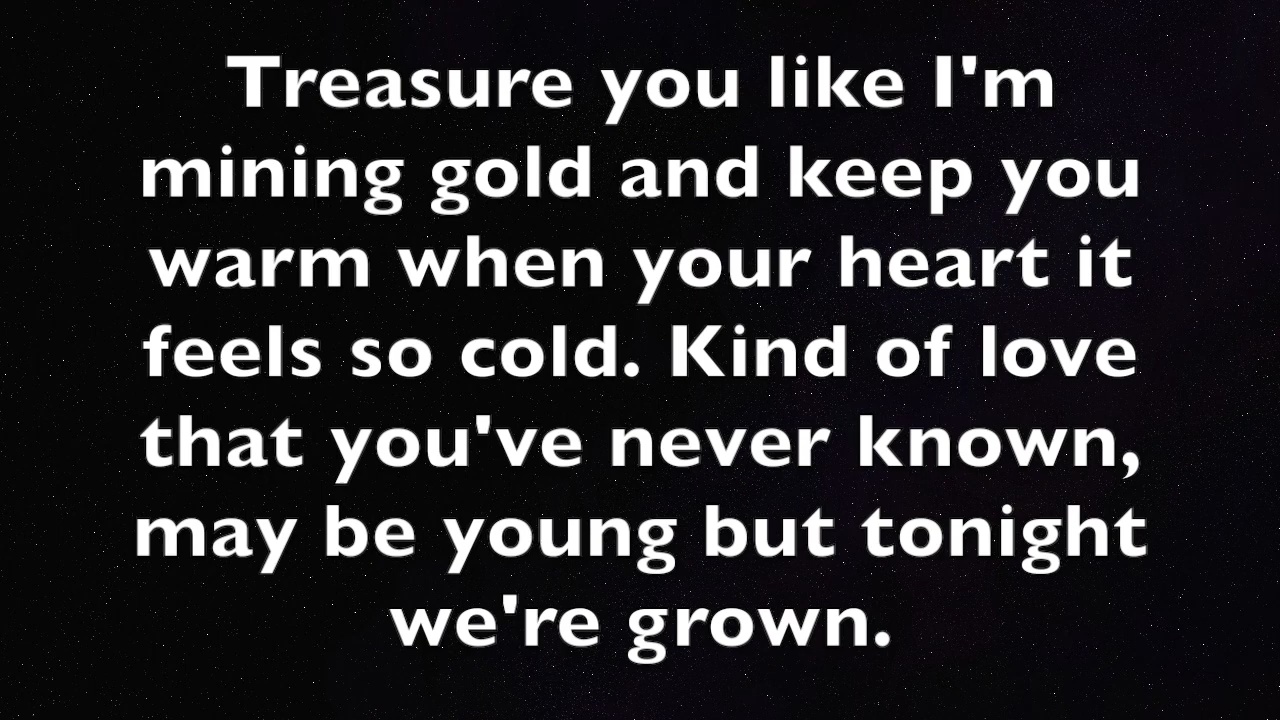 Treasure you like I'm
mining gold and keep you
warm when your heart it
feels so cold. Kind of love
that you've never known,
may be young but tonight
we're grown.